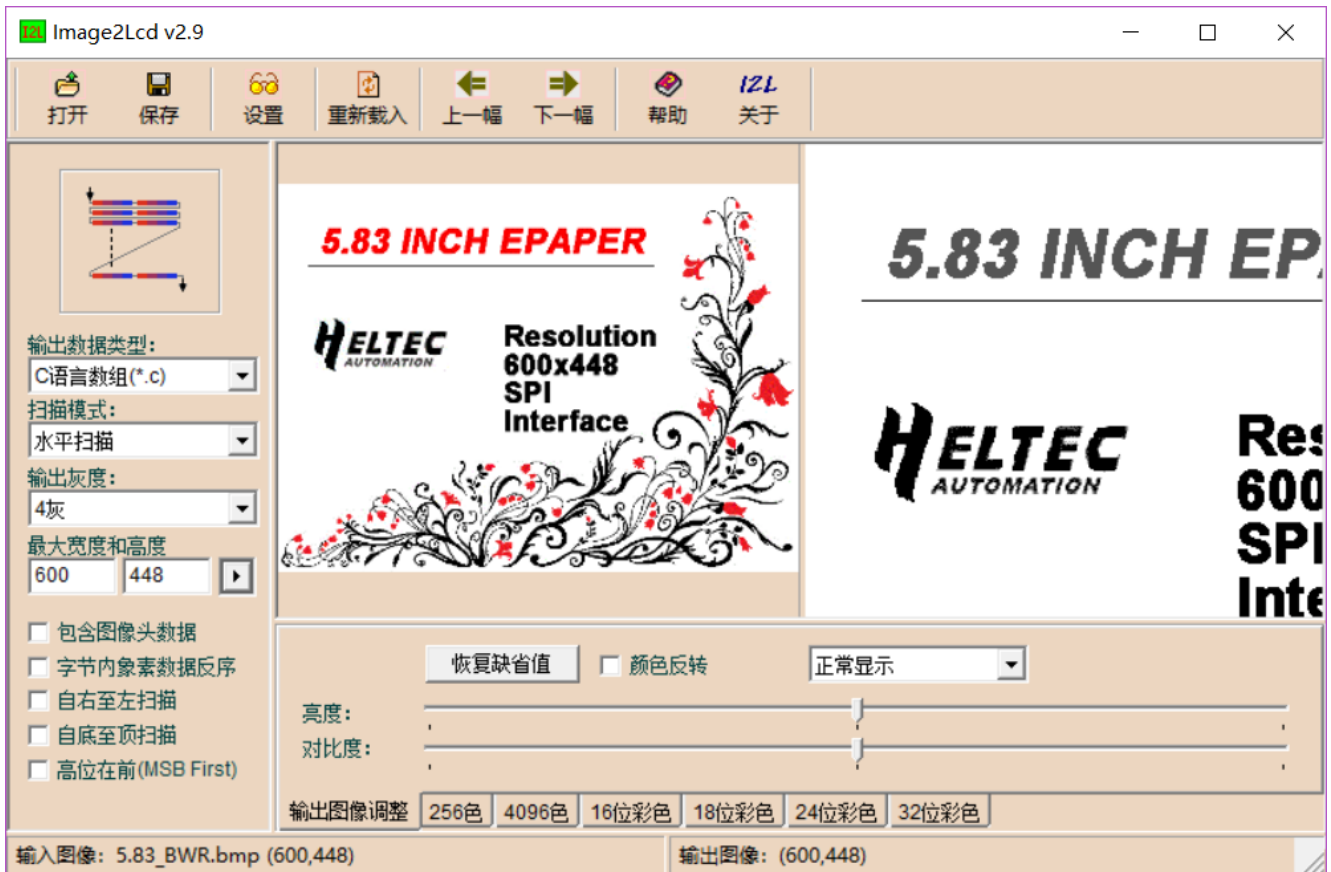 I2L Image2Lcd v2.9
打开 保存 设置 重新载入 上一幅 下一幅 帮助 I2L 关于
输出数据类型:
C语言数组(*.c)
扫描模式:
水平扫描
输出灰度:
4灰
最大宽度和高度
600 448
包含图像头数据
字节内象素数据反序
自右至左扫描
自底至顶扫描
高位在前(MSB First)
5.83 INCH EPAPER
HELTEC
AUTOMATION
Resolution
600x448
SPI
Interface
5.83 INCH EP
HELTEC
AUTOMATION
Res
600
SPI
Inte
恢复缺省值 颜色反转 正常显示
亮度:
对比度:
输出图像调整 256色 4096色 16位彩色 18位彩色 24位彩色 32位彩色
输入图像: 5.83_BWR.bmp (600,448) 输出图像: (600,448)